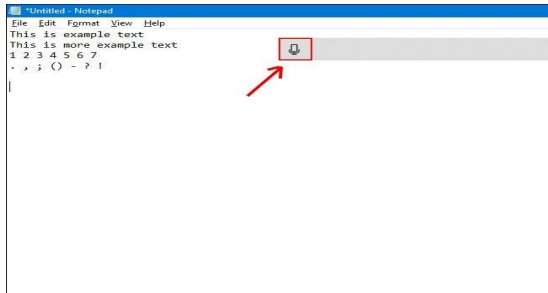 *Untitled - Notepad
File Edit Format View Help
This is example text
This is more example text
1 2 3 4 5 6 7
. , ; () - ? !